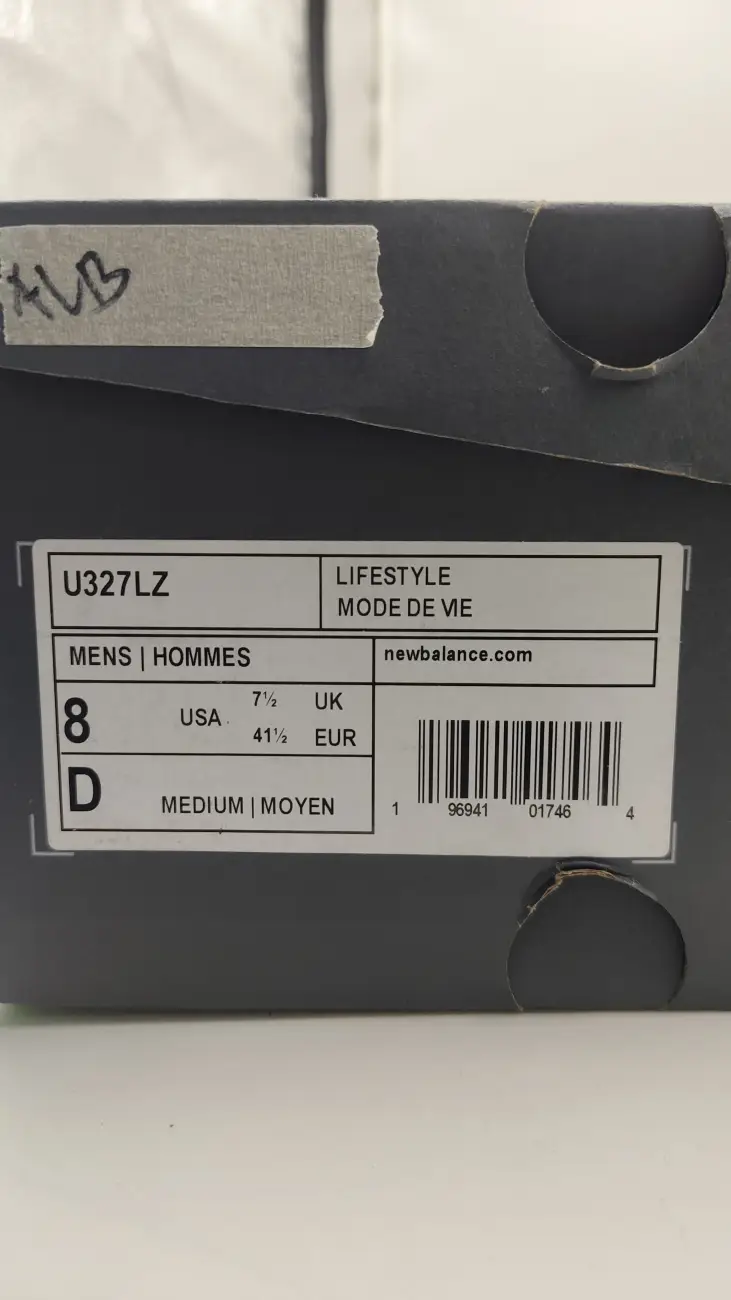 AVB
U327LZ
LIFESTYLE
MODE DE VIE
MENS | HOMMES
newbalance.com
8 USA 7½ UK
41½ EUR
D MEDIUM | MOYEN
1 96941 01746 4